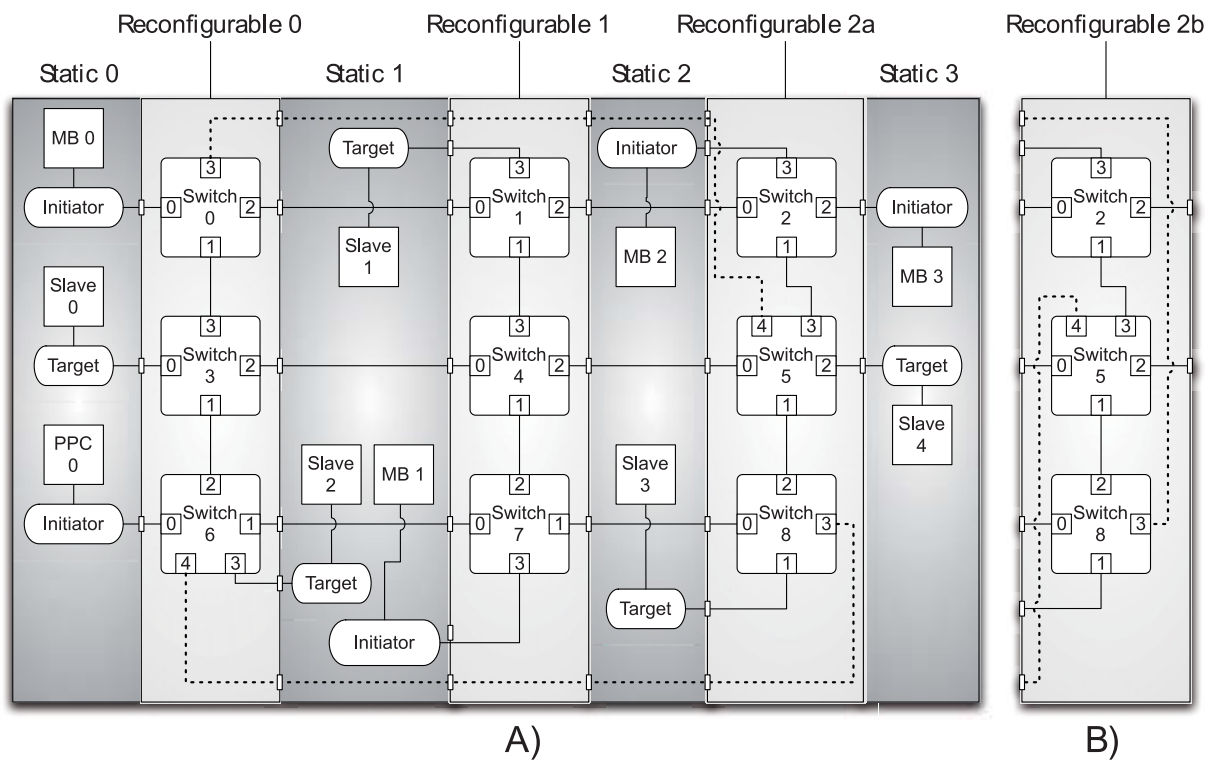 Reconfigurable 0 Reconfigurable 1 Reconfigurable 2a Reconfigurable 2b
Static 0 Static 1 Static 2 Static 3
MB 0
Initiator
Slave
0
Target
PPC
0
Initiator
3
0 Switch 2
0
1
3
0 Switch 2
3
1
2
0 Switch 1
6
4 3
Target
Slave
1
Slave
2
MB 1
Target
Initiator
3
0 Switch 2
1
1
3
0 Switch 2
4
1
2
0 Switch 1
7
3
Initiator
MB 2
Slave
3
Target
3
0 Switch 2
2
1
4 3
0 Switch 2
5
1
2
0 Switch 3
8
1
Initiator
MB 3
Target
Slave
4
3
0 Switch 2
2
1
4 3
0 Switch 2
5
1
2
0 Switch 3
8
1
A) B)